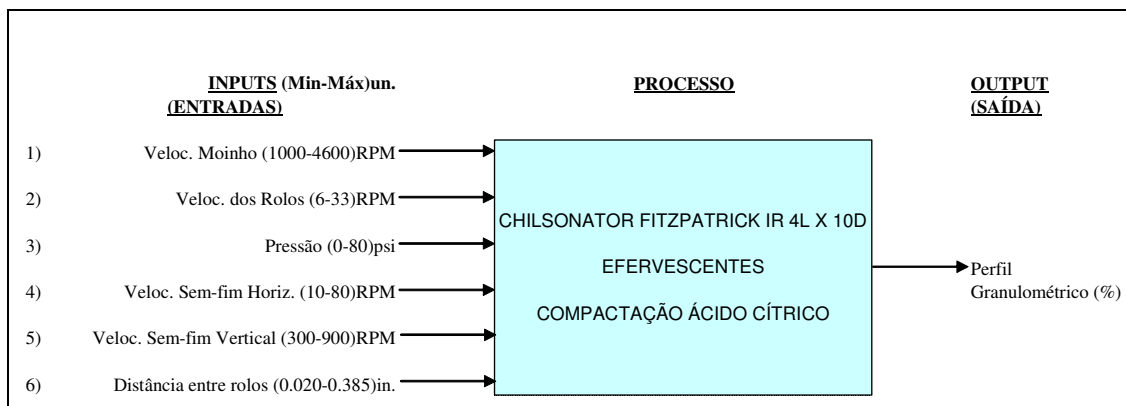 INPUTS (Min-Máx)un.
(ENTRADAS)
PROCESSO
OUTPUT
(SAÍDA)
1) Veloc. Moinho (1000-4600)RPM
2) Veloc. dos Rolos (6-33)RPM
3) Pressão (0-80)psi
4) Veloc. Sem-fim Horiz. (10-80)RPM
5) Veloc. Sem-fim Vertical (300-900)RPM
6) Distância entre rolos (0.020-0.385)in.
CHILSONATOR FITZPATRICK IR 4L X 10D
EFERVESCENTES
COMPACTAÇÃO ÁCIDO CÍTRICO
Perfil
Granulométrico (%)